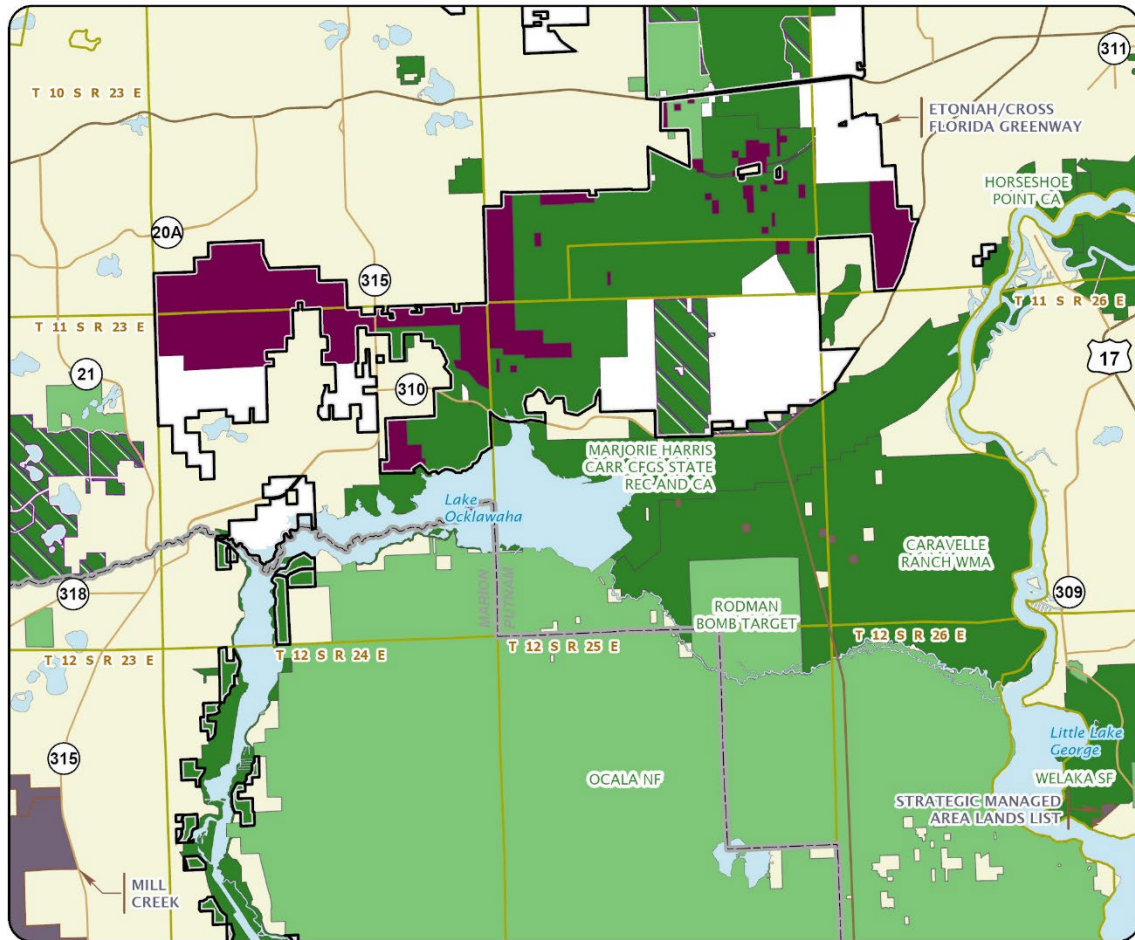 311
T 10 S R 23 E
ETONIAH/CROSS
FLORIDA GREENWAY
HORSESHOE
POINT CA
20A
315
T 11 S R 26 E
T 11 S R 23 E
17
21
310
MARJORIE HARRIS
CARR CFGS STATE
REC AND CA
Lake
Ocklawaha
CARAVELLE
RANCH WMA
318
309
MARION
PUTNAM
RODMAN
BOMB TARGET
T 12 S R 23 E
T 12 S R 24 E
T 12 S R 25 E
T 12 S R 26 E
Little Lake
George
315
OCALA NF
WELAKA SF
STRATEGIC MANAGED
AREA LANDS LIST
MILL
CREEK